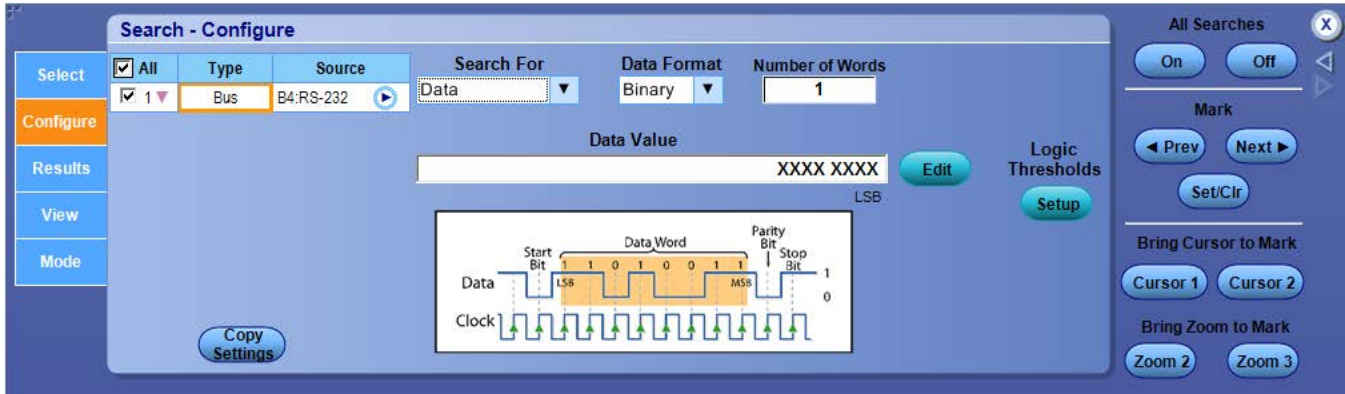 Search - Configure
Select
Configure
Results
View
Mode
All Type Source
1 Bus B4:RS-232
Search For
Data
Data Format
Binary
Number of Words
1
Data Value
XXXX XXXX
LSB
Edit
Logic
Thresholds
Setup
Start
Bit
Data Word
Parity
Bit
Stop
Bit
1 1 0 1 0 0 1 1
LSB MSB
Data
1
0
Clock
Copy
Settings
All Searches
On Off
Mark
◄ Prev Next ►
Set/Clr
Bring Cursor to Mark
Cursor 1 Cursor 2
Bring Zoom to Mark
Zoom 2 Zoom 3
X